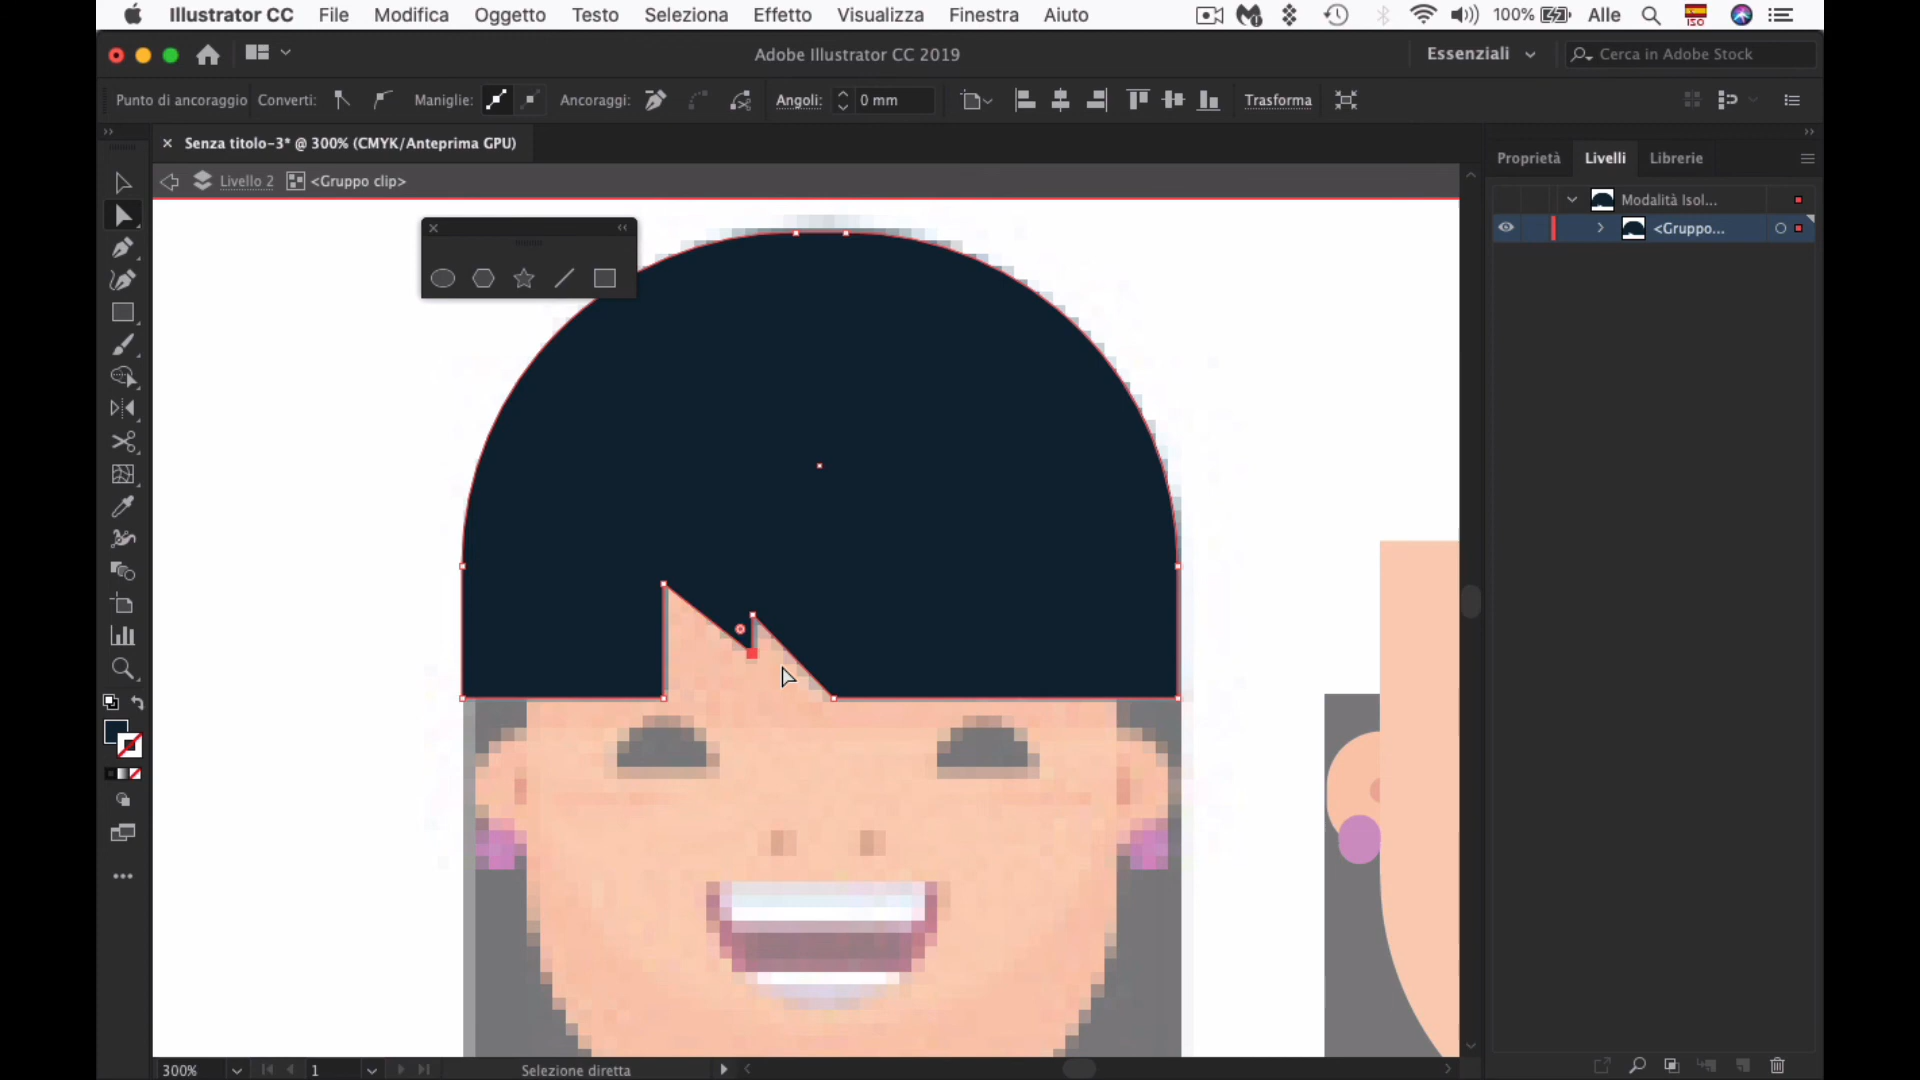 Illustrator CC File Modifica Oggetto Testo Seleziona Effetto Visualizza Finestra Aiuto 100% Alle ISO
Adobe Illustrator CC 2019 Essenziali Cerca in Adobe Stock
Punto di ancoraggio Converti: Maniglie: Ancoraggi: Angoli: 0 mm Trasforma
Senza titolo-3* @ 300% (CMYK/Anteprima GPU)
Livello 2 <Gruppo clip>
Proprietà Livelli Librerie
Modalità Isol...
<Gruppo...
300% 1 Selezione diretta